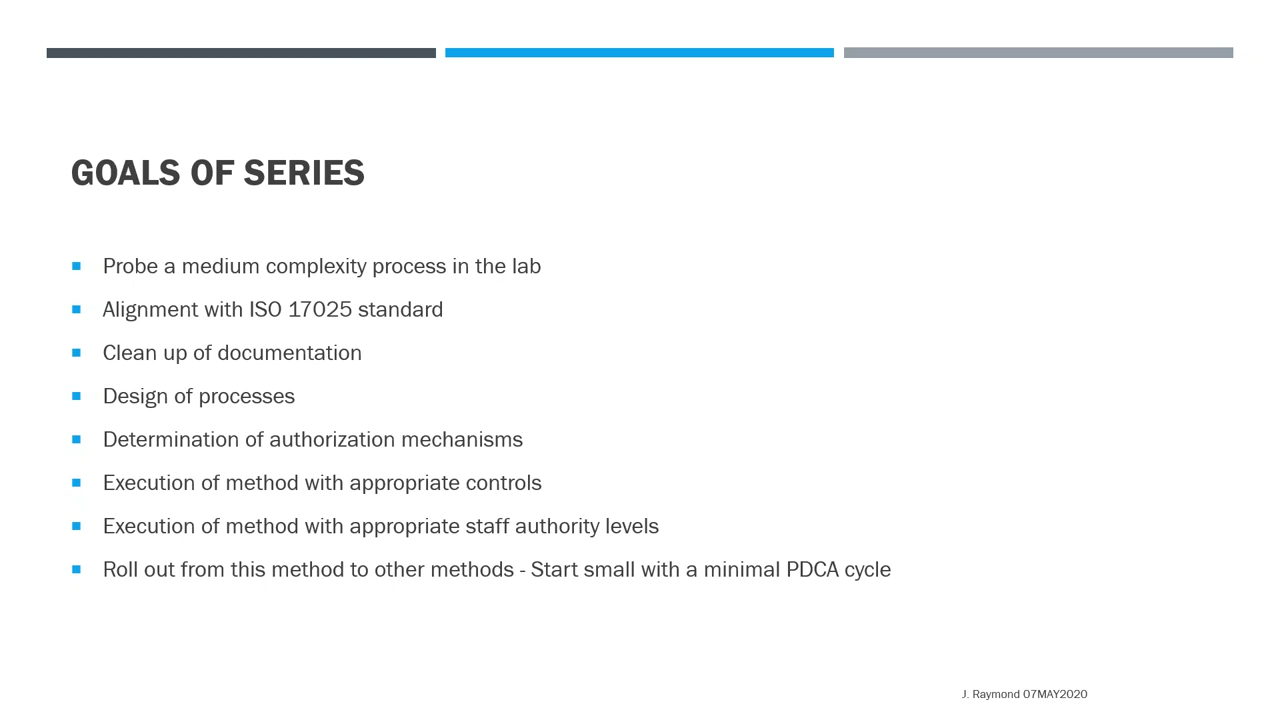 GOALS OF SERIES
Probe a medium complexity process in the lab
Alignment with ISO 17025 standard
Clean up of documentation
Design of processes
Determination of authorization mechanisms
Execution of method with appropriate controls
Execution of method with appropriate staff authority levels
Roll out from this method to other methods - Start small with a minimal PDCA cycle
J. Raymond 07MAY2020